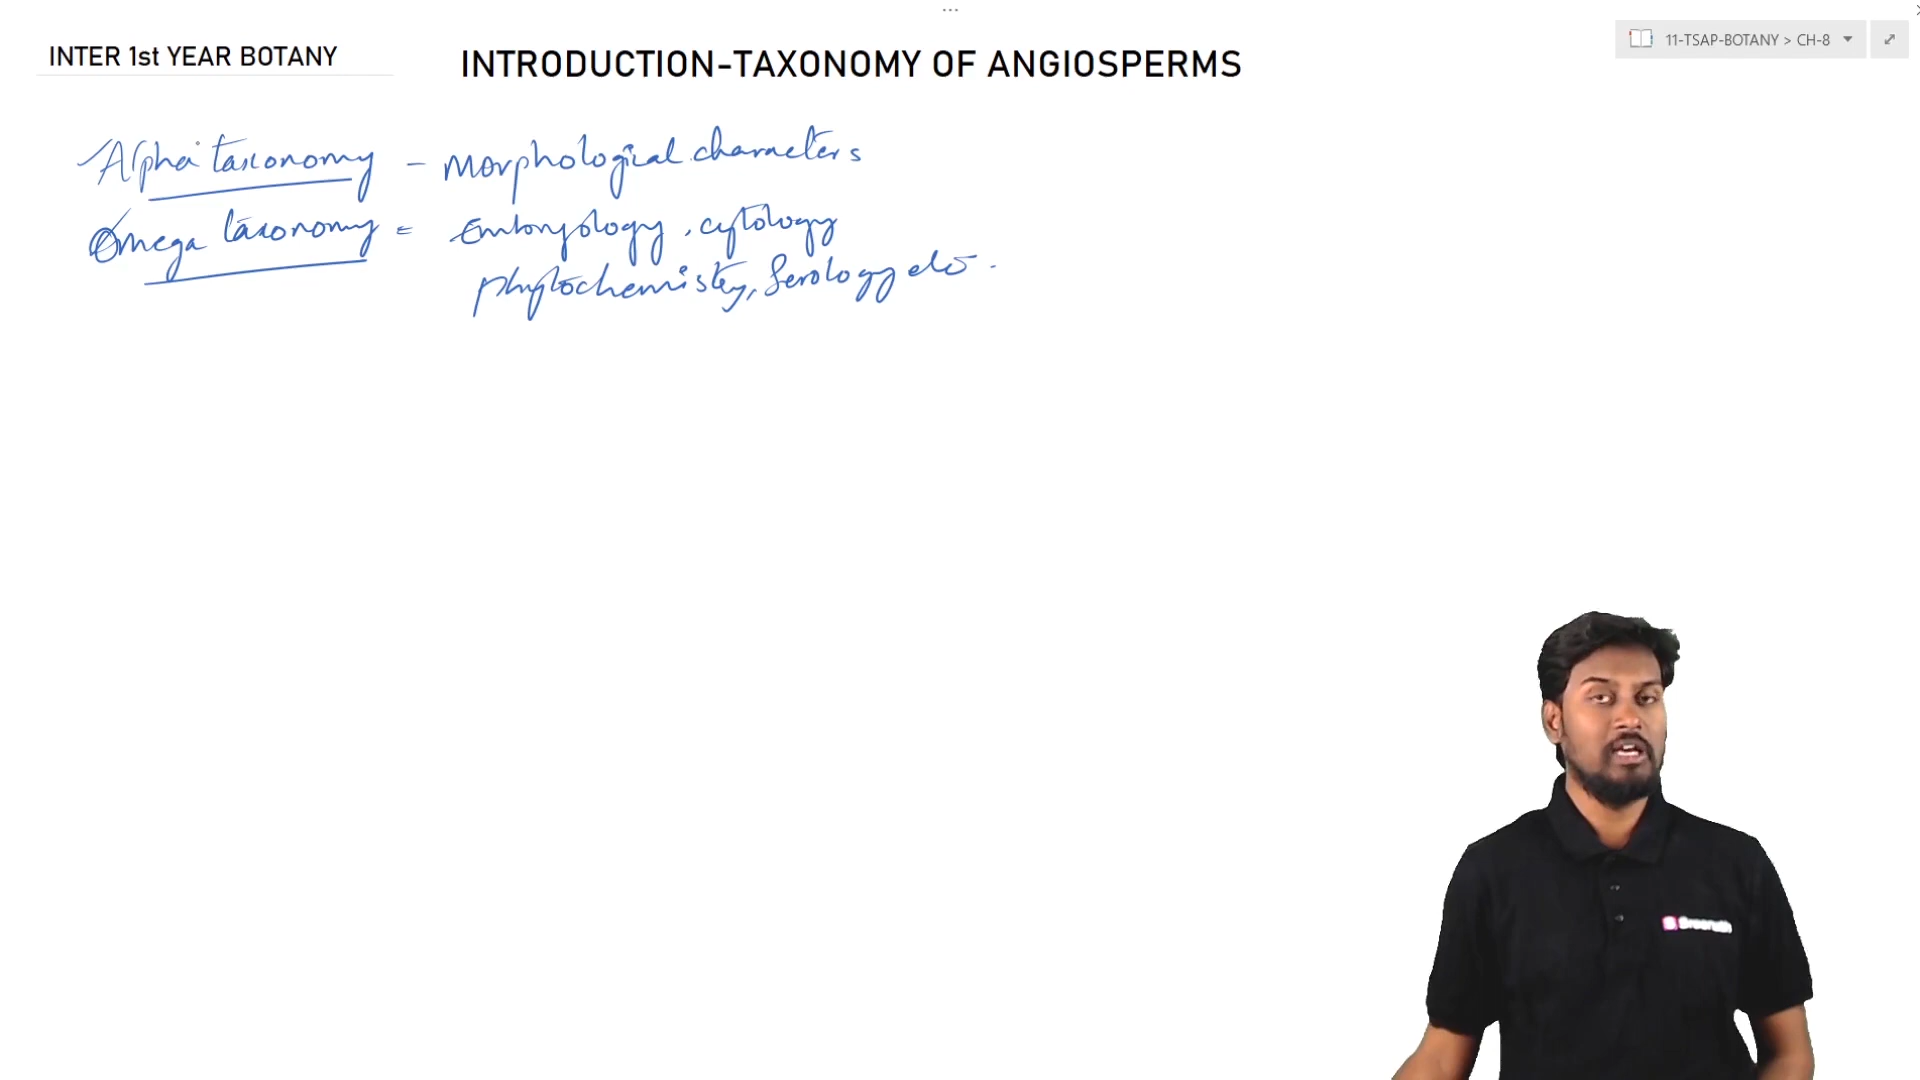 ...
INTER 1st YEAR BOTANY
INTRODUCTION-TAXONOMY OF ANGIOSPERMS
11-TSAP-BOTANY > CH-8
Alpha taxonomy - morphological characters
Omega taxonomy = Embryology, cytology
phytochemistry, Serology etc.